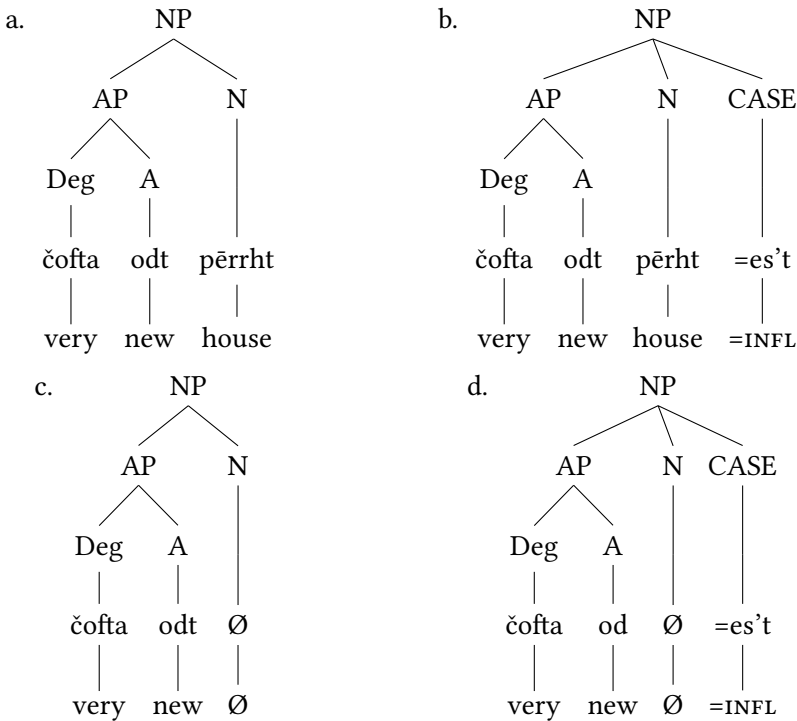 a. NP b. NP
AP N AP N CASE
Deg A Deg A
čofta odt pērrht čofta odt pērht =es’t
very new house very new house =INFL
c. NP d. NP
AP N AP N CASE
Deg A Deg A
čofta odt Ø čofta od Ø =es’t
very new Ø very new Ø =INFL